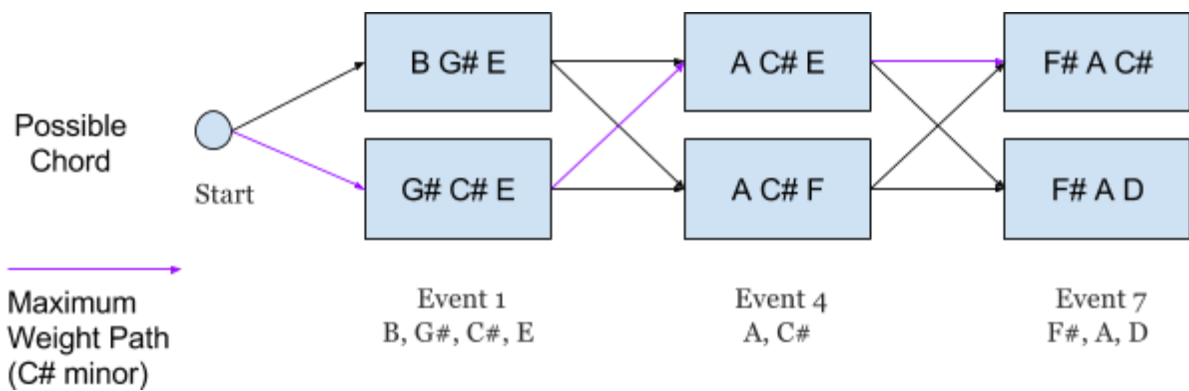 B G# E
A C# E
F# A C#
Possible
Chord
Start
G# C# E
A C# F
F# A D
Maximum
Weight Path
(C# minor)
Event 1
B, G#, C#, E
Event 4
A, C#
Event 7
F#, A, D